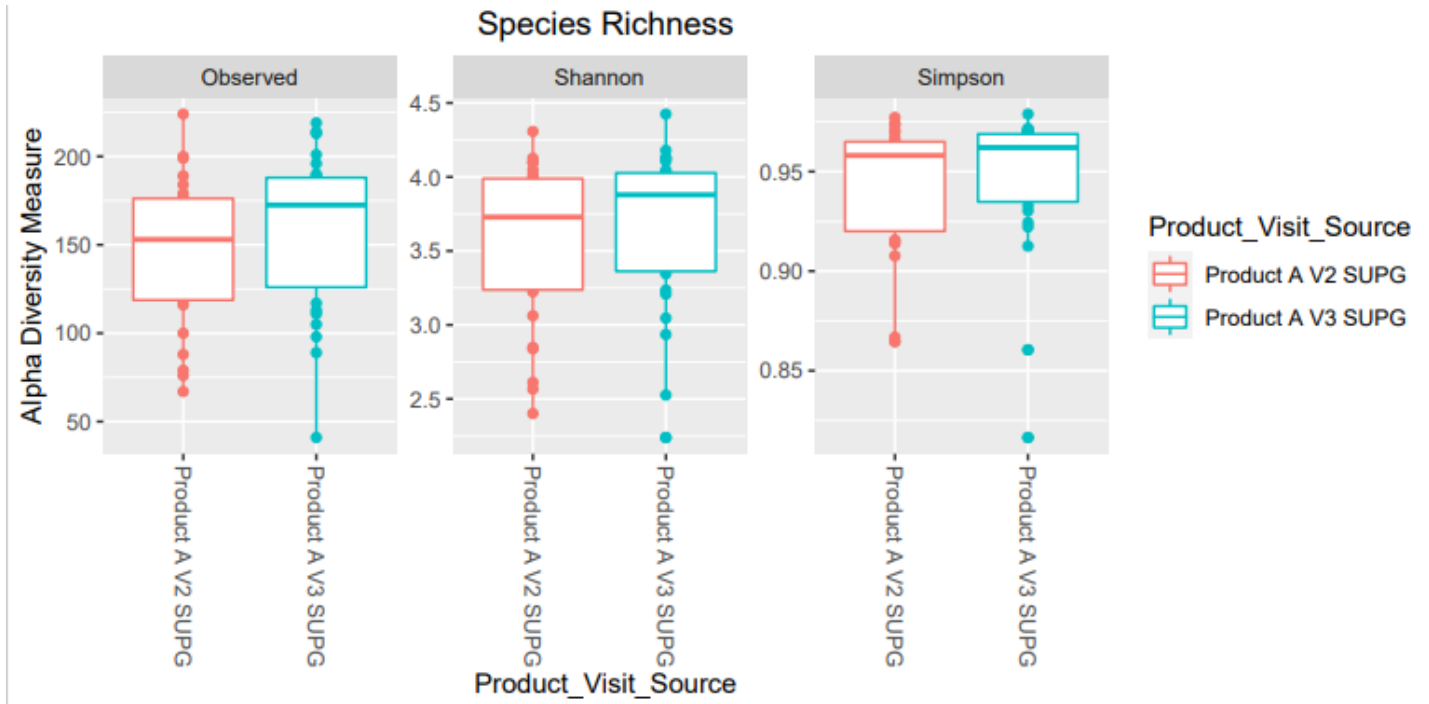 Species Richness
Observed
Shannon
Simpson
Alpha Diversity Measure
200
150
100
50
4.5
4.0
3.5
3.0
2.5
0.95
0.90
0.85
Product A V2 SUPG
Product A V3 SUPG
Product A V2 SUPG
Product A V3 SUPG
Product A V2 SUPG
Product A V3 SUPG
Product_Visit_Source
Product_Visit_Source
Product A V2 SUPG
Product A V3 SUPG